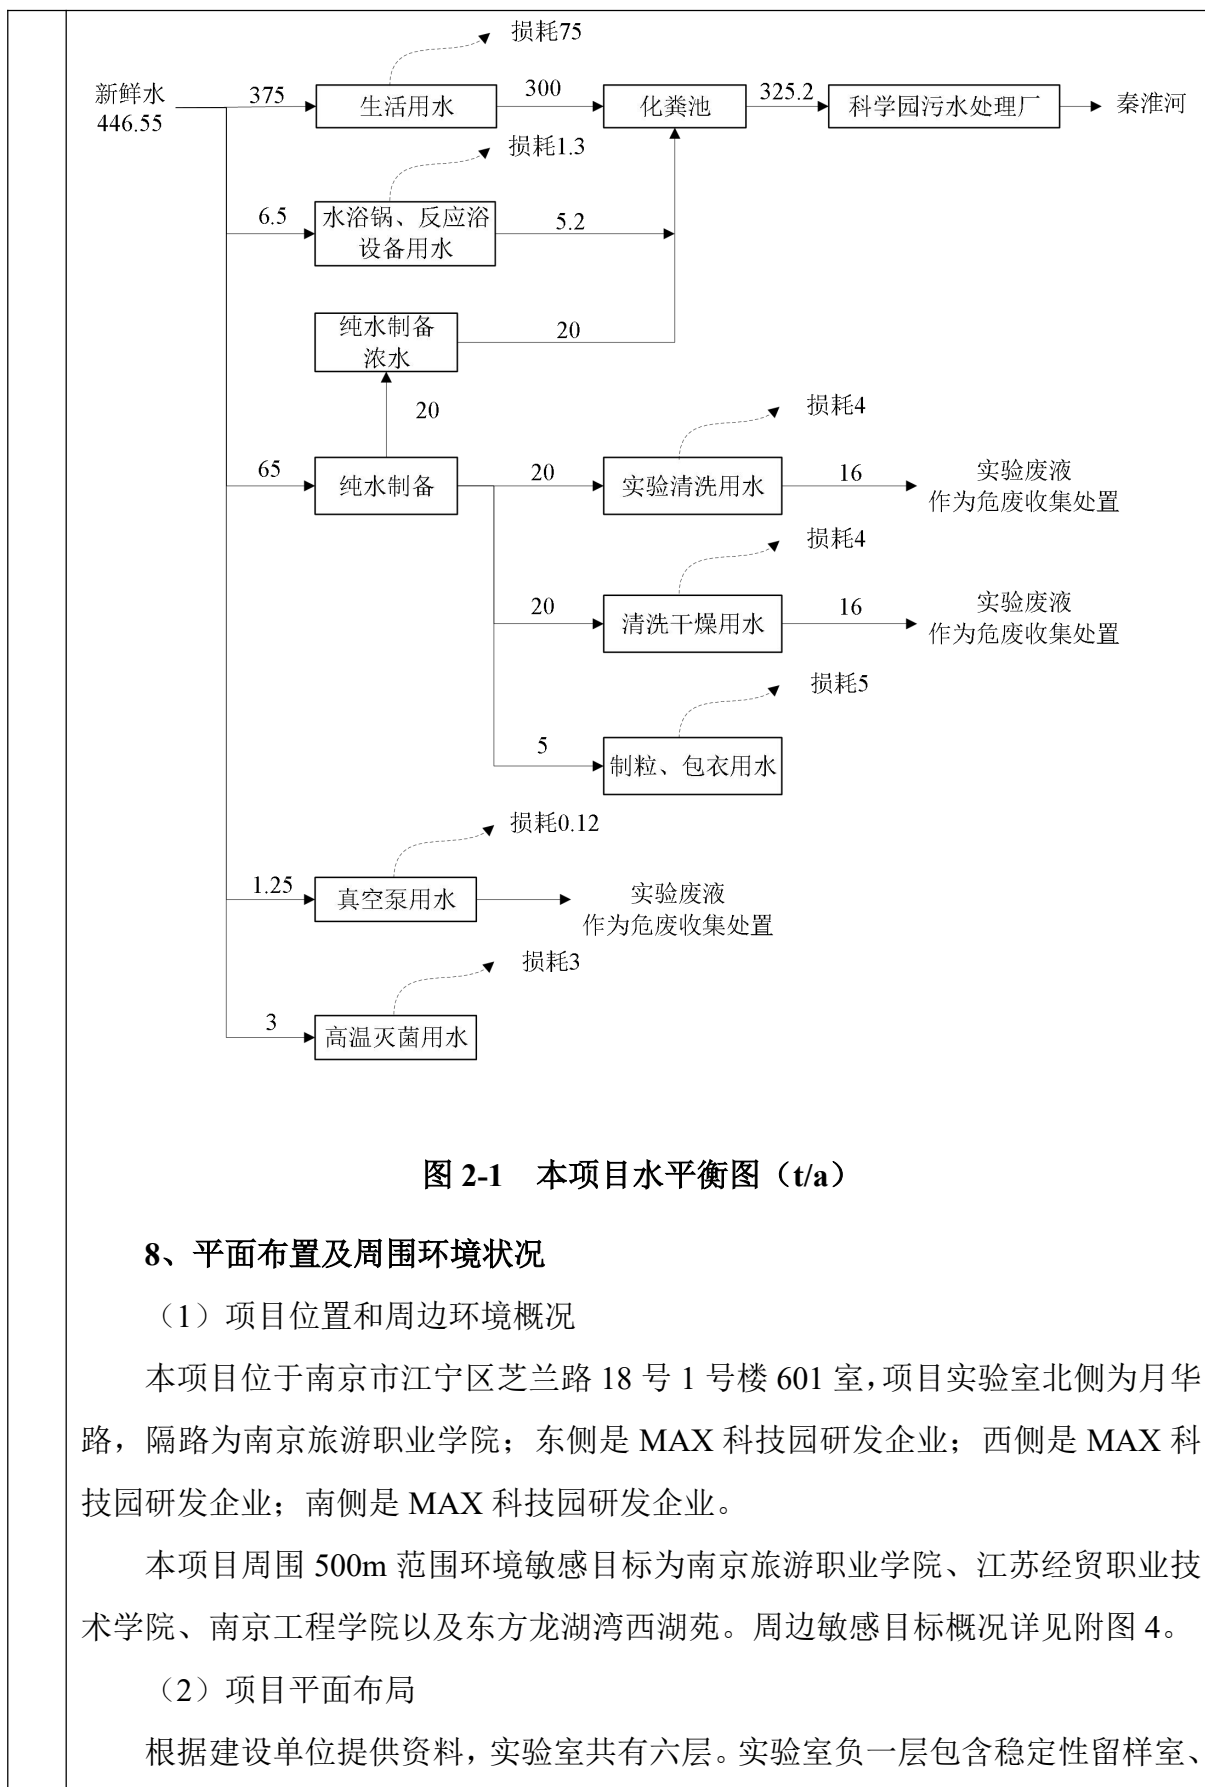 损耗75
新鲜水
446.55
375
生活用水
300
化粪池
325.2
科学园污水处理厂
秦淮河
损耗1.3
6.5
水浴锅、反应浴
设备用水
5.2
纯水制备
浓水
20
20
损耗4
65
纯水制备
20
实验清洗用水
16
实验废液
作为危废收集处置
损耗4
20
清洗干燥用水
16
实验废液
作为危废收集处置
损耗5
5
制粒、包衣用水
损耗0.12
1.25
真空泵用水
实验废液
作为危废收集处置
损耗3
3
高温灭菌用水
图 2-1 本项目水平衡图（t/a）
8、平面布置及周围环境状况
（1）项目位置和周边环境概况
本项目位于南京市江宁区芝兰路 18 号 1 号楼 601 室，项目实验室北侧为月华
路，隔路为南京旅游职业学院；东侧是 MAX 科技园研发企业；西侧是 MAX 科
技园研发企业；南侧是 MAX 科技园研发企业。
本项目周围 500m 范围环境敏感目标为南京旅游职业学院、江苏经贸职业技
术学院、南京工程学院以及东方龙湖湾西湖苑。周边敏感目标概况详见附图 4。
（2）项目平面布局
根据建设单位提供资料，实验室共有六层。实验室负一层包含稳定性留样室、